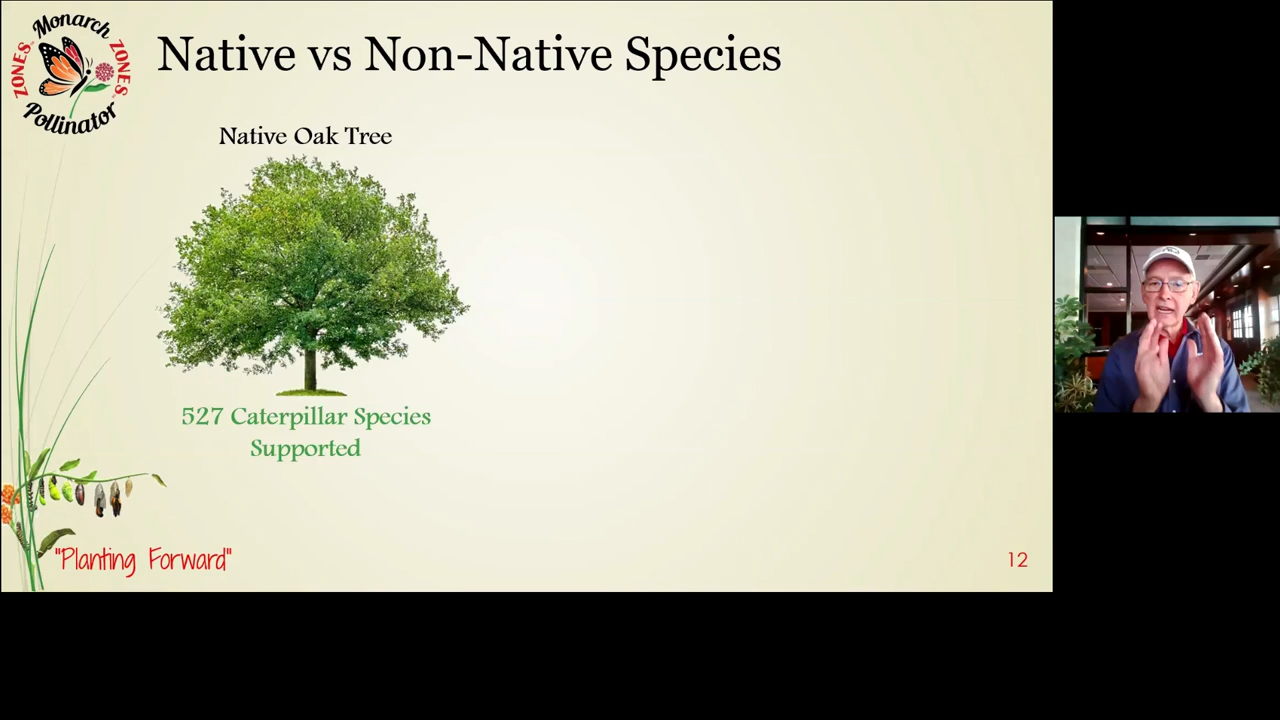 Monarch
ZONES
ZONES
Pollinator
Native vs Non-Native Species
Native Oak Tree
527 Caterpillar Species
Supported
"Planting Forward"
12